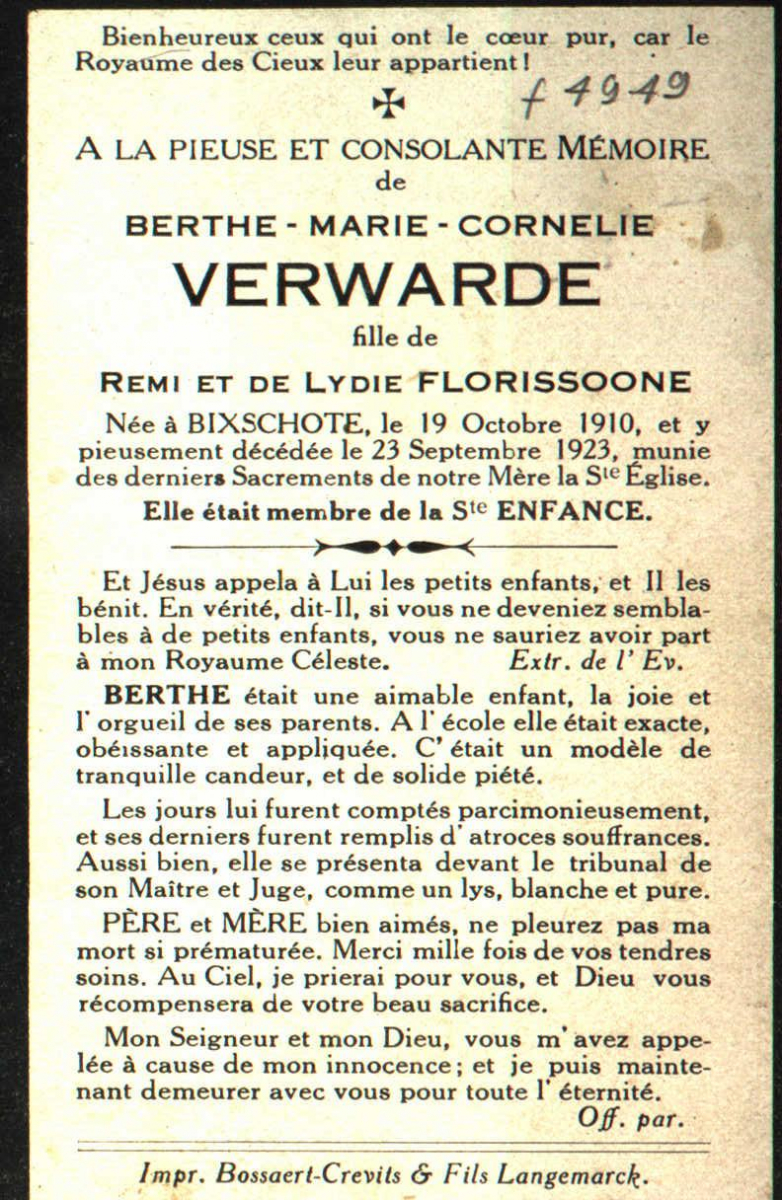 Bienheureux ceux qui ont le cœur pur, car le
Royaume des Cieux leur appartient !
✠
f 4949
A LA PIEUSE ET CONSOLANTE MÉMOIRE
de
BERTHE - MARIE - CORNELIE
VERWARDE
fille de
REMI ET DE LYDIE FLORISSOONE
Née à BIXSCHOTE, le 19 Octobre 1910, et y
pieusement décédée le 23 Septembre 1923, munie
des derniers Sacrements de notre Mère la Ste Église.
Elle était membre de la Ste ENFANCE.
Et Jésus appela à Lui les petits enfants, et Il les
bénit. En vérité, dit-Il, si vous ne deveniez sembla-
bles à de petits enfants, vous ne sauriez avoir part
à mon Royaume Céleste. Extr. de l' Ev.
BERTHE était une aimable enfant, la joie et
l' orgueil de ses parents. A l' école elle était exacte,
obéissante et appliquée. C' était un modèle de
tranquille candeur, et de solide piété.
Les jours lui furent comptés parcimonieusement,
et ses derniers furent remplis d' atroces souffrances.
Aussi bien, elle se présenta devant le tribunal de
son Maître et Juge, comme un lys, blanche et pure.
PÈRE et MÈRE bien aimés, ne pleurez pas ma
mort si prématurée. Merci mille fois de vos tendres
soins. Au Ciel, je prierai pour vous, et Dieu vous
récompensera de votre beau sacrifice.
Mon Seigneur et mon Dieu, vous m' avez appe-
lée à cause de mon innocence ; et je puis mainte-
nant demeurer avec vous pour toute l' éternité.
Off. par.
Impr. Bossaert-Crevits & Fils Langemarck.